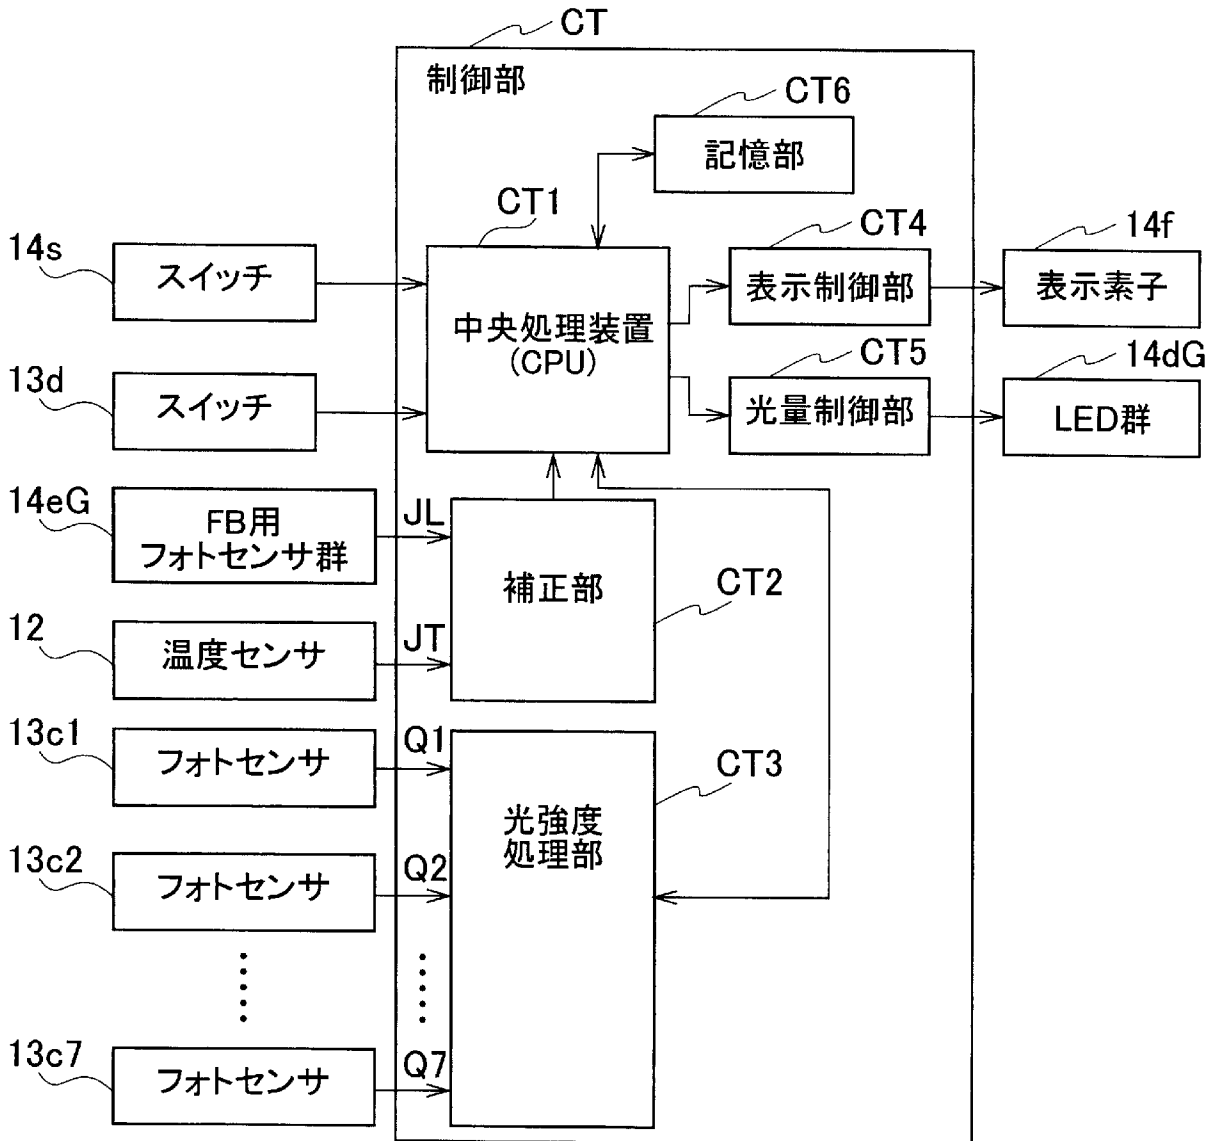 CT
制御部
CT6
記憶部
CT1
CT4
14f
14s
スイッチ
表示制御部
表示素子
中央処理装置
(CPU)
CT5
14dG
13d
スイッチ
光量制御部
LED群
14eG
FB用
フォトセンサ群
JL
補正部
CT2
12
温度センサ
JT
13c1
フォトセンサ
Q1
CT3
光強度
処理部
13c2
フォトセンサ
Q2
13c7
フォトセンサ
Q7